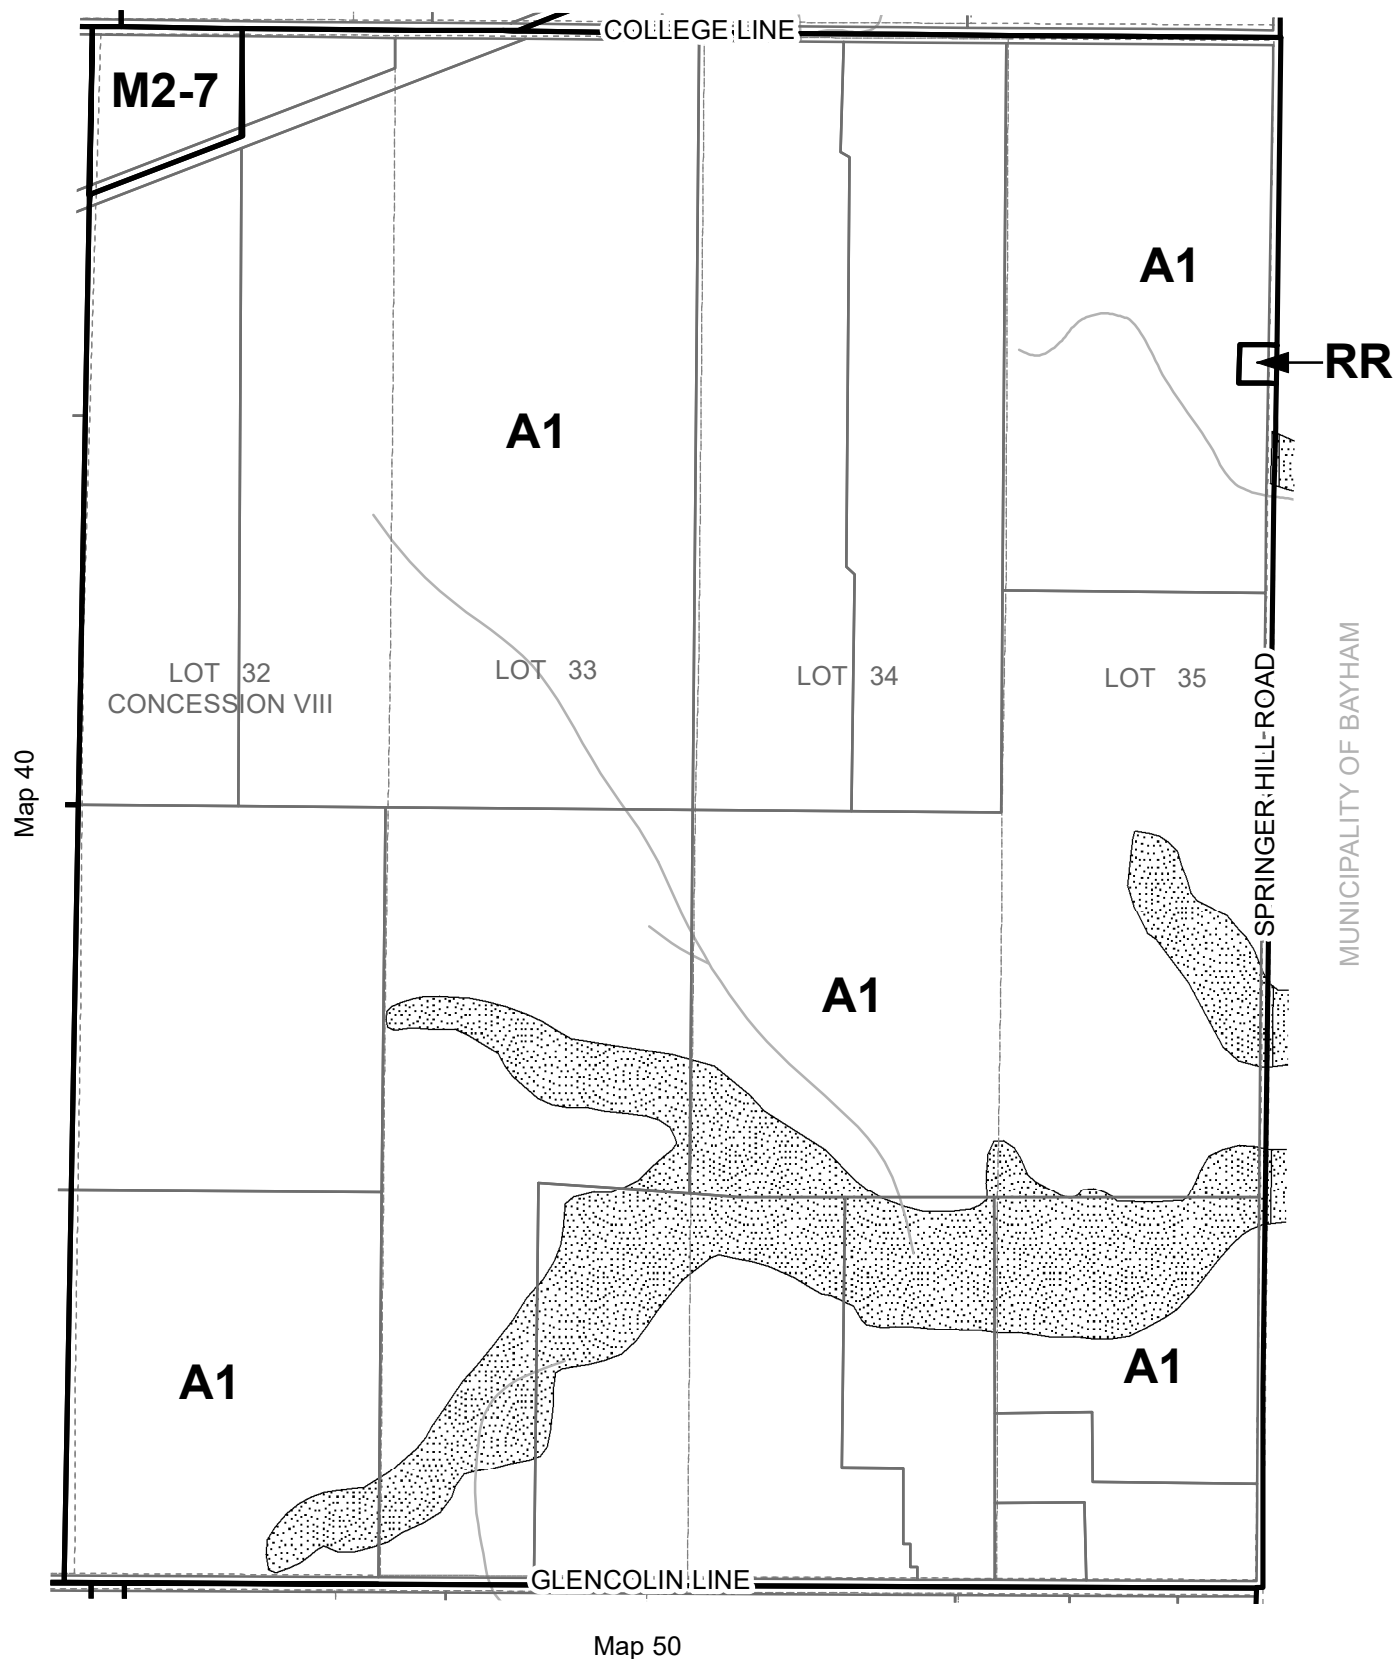 COLLEGE LINE
M2-7
A1
RR
A1
LOT 32
CONCESSION VIII
LOT 33
LOT 34
LOT 35
SPRINGER HILL ROAD
MUNICIPALITY OF BAYHAM
Map 40
A1
A1
A1
GLENCOLIN LINE
Map 50